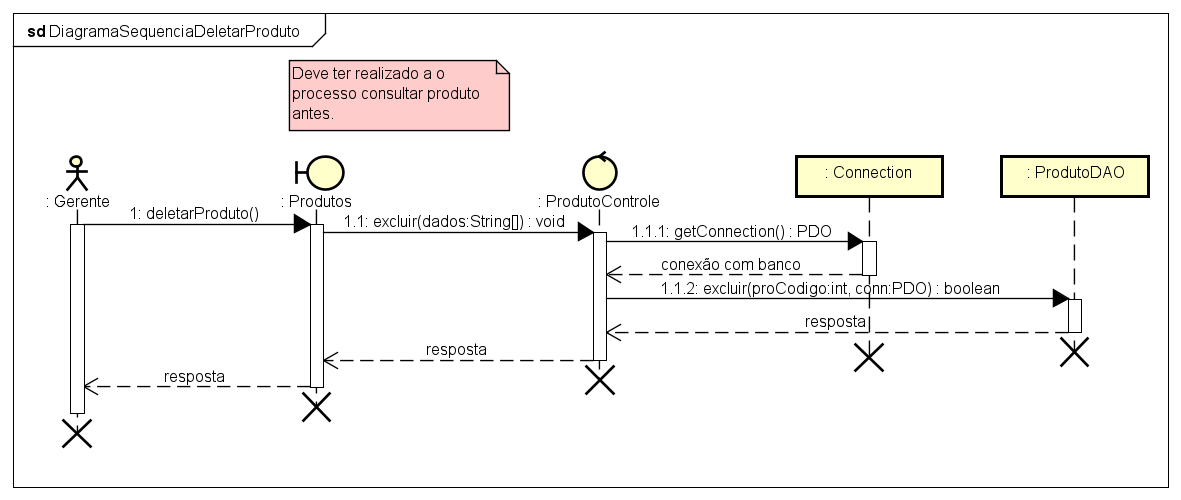 sd DiagramaSequenciaDeletarProduto
Deve ter realizado a o
processo consultar produto
antes.
: Gerente
: Produtos
: ProdutoControle
: Connection
: ProdutoDAO
1: deletarProduto()
1.1: excluir(dados:String[]) : void
1.1.1: getConnection() : PDO
conexão com banco
1.1.2: excluir(proCodigo:int, conn:PDO) : boolean
resposta
resposta
resposta